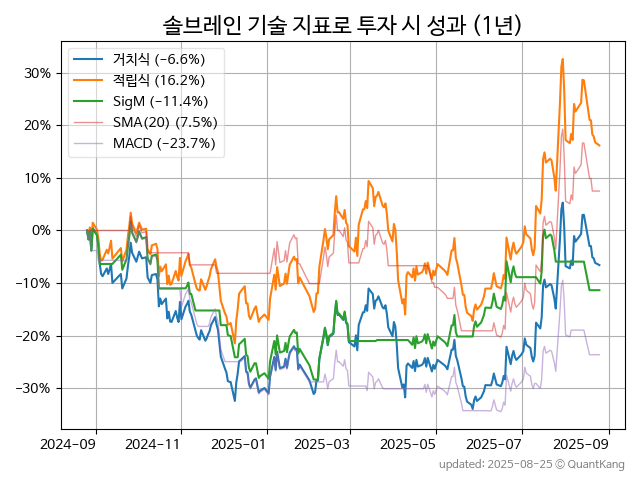 솔브레인 기술 지표로 투자 시 성과 (1년)
거치식 (−6.6%)
적립식 (16.2%)
SigM (−11.4%)
SMA(20) (7.5%)
MACD (−23.7%)
30%
20%
10%
0%
−10%
−20%
−30%
2024-09
2024-11
2025-01
2025-03
2025-05
2025-07
2025-09
updated: 2025-08-25 © QuantKang